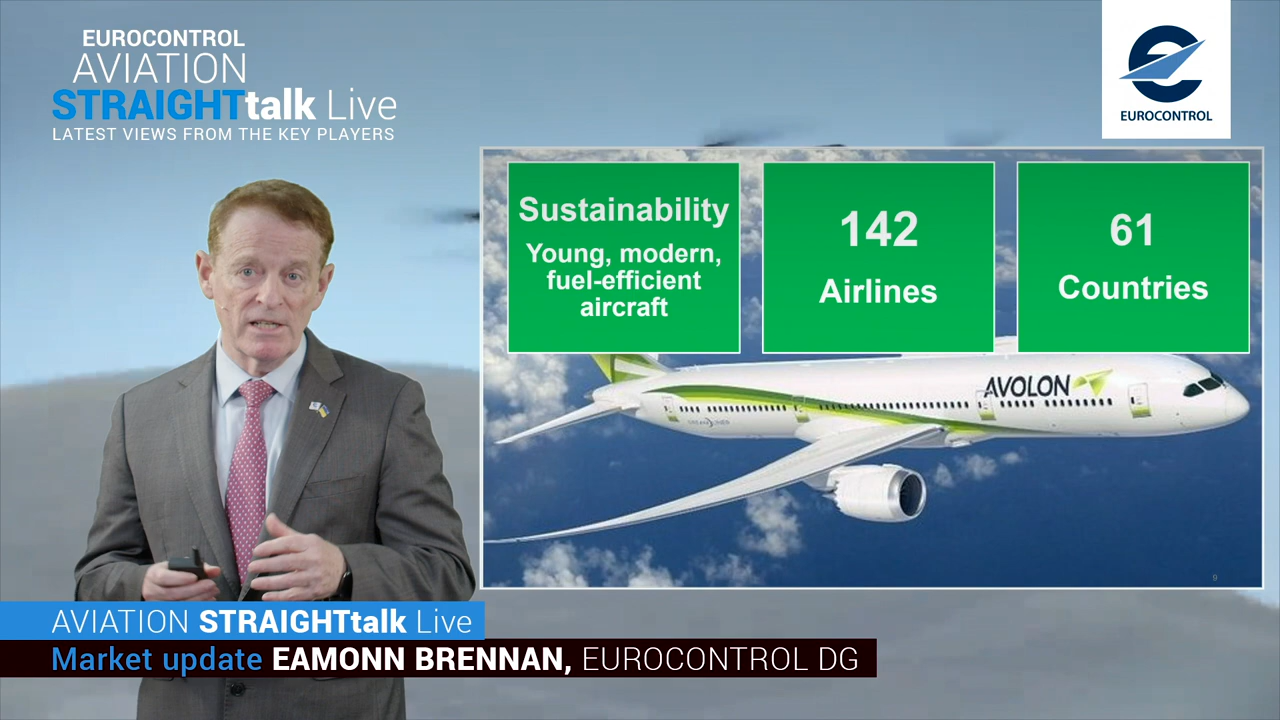 EUROCONTROL
AVIATION
STRAIGHTtalk Live
LATEST VIEWS FROM THE KEY PLAYERS
EUROCONTROL
Sustainability
Young, modern,
fuel-efficient
aircraft
142
Airlines
61
Countries
AVOLON
9
AVIATION STRAIGHTtalk Live
Market update EAMONN BRENNAN, EUROCONTROL DG